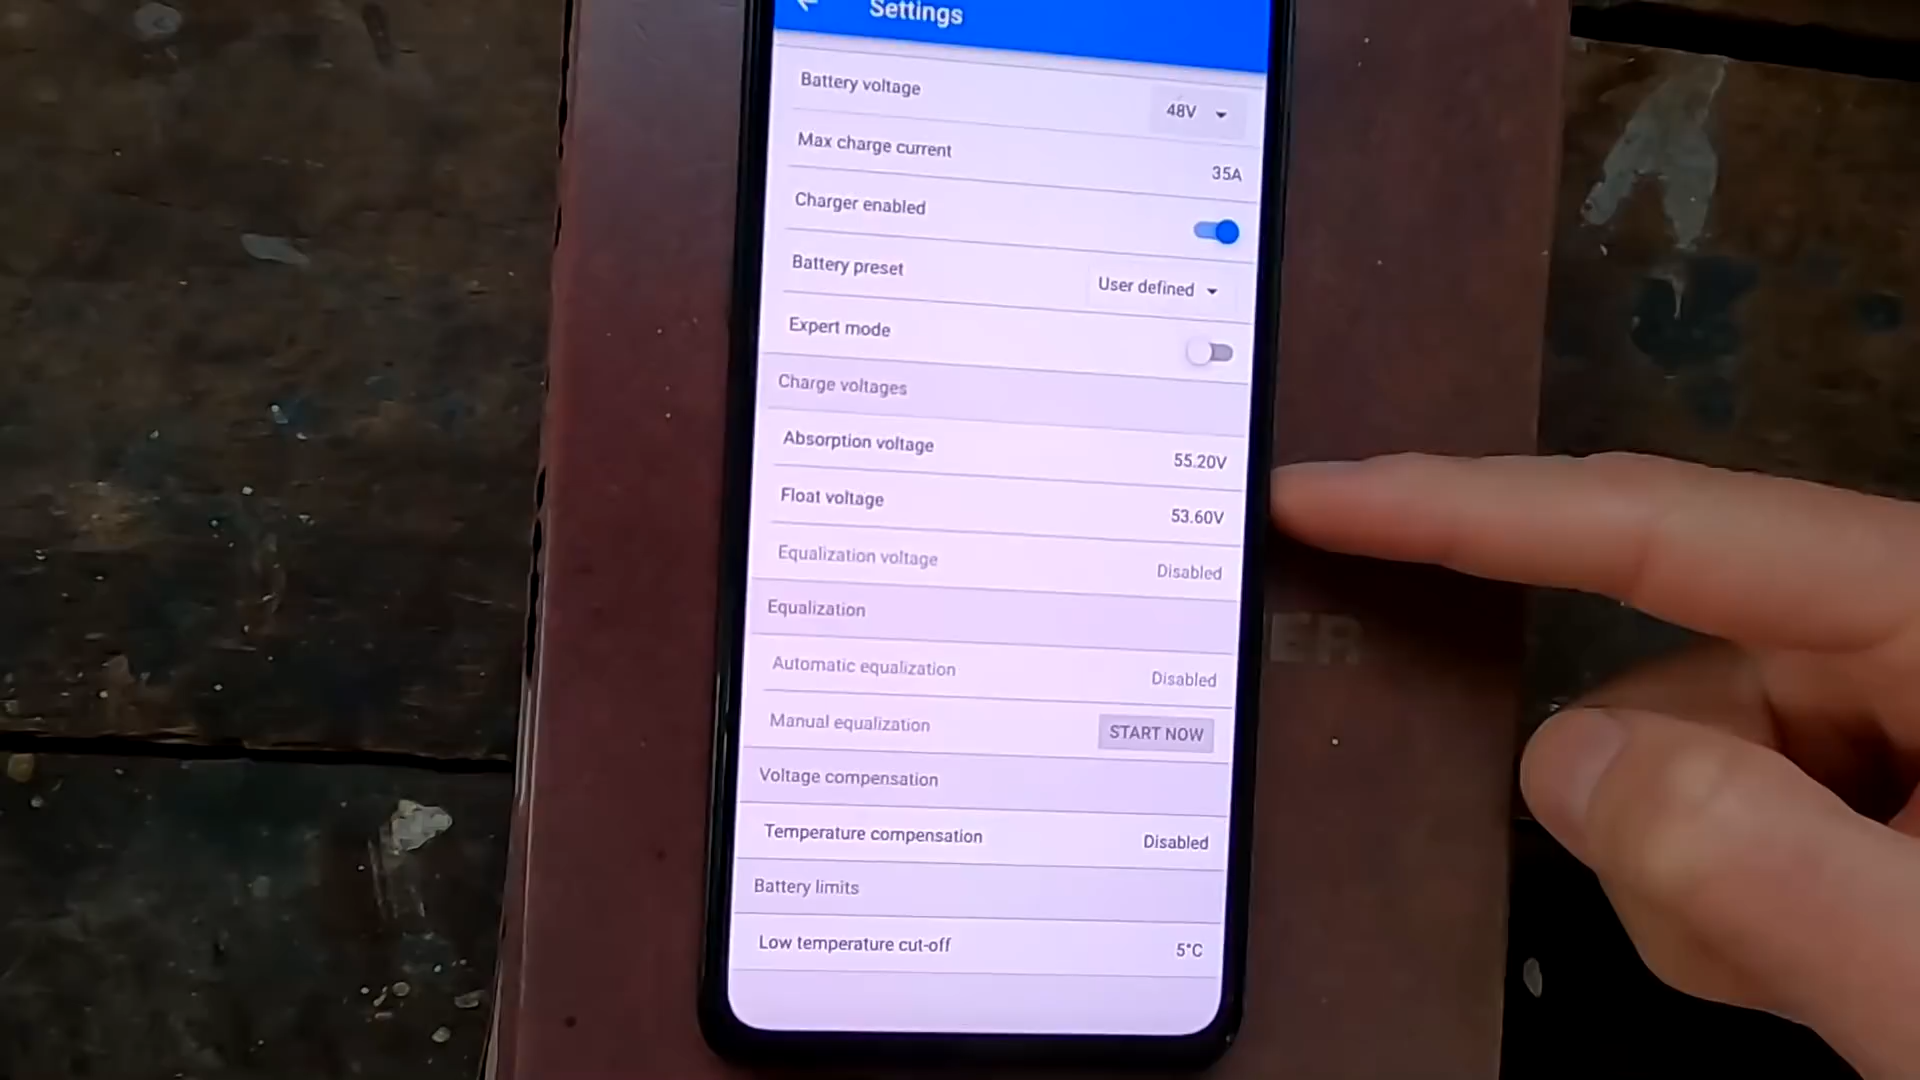 Settings
Battery voltage 48V
Max charge current 35A
Charger enabled
Battery preset User defined
Expert mode
Charge voltages
Absorption voltage 55.20V
Float voltage 53.60V
Equalization voltage Disabled
Equalization
Automatic equalization Disabled
Manual equalization START NOW
Voltage compensation
Temperature compensation Disabled
Battery limits
Low temperature cut-off 5°C
ER